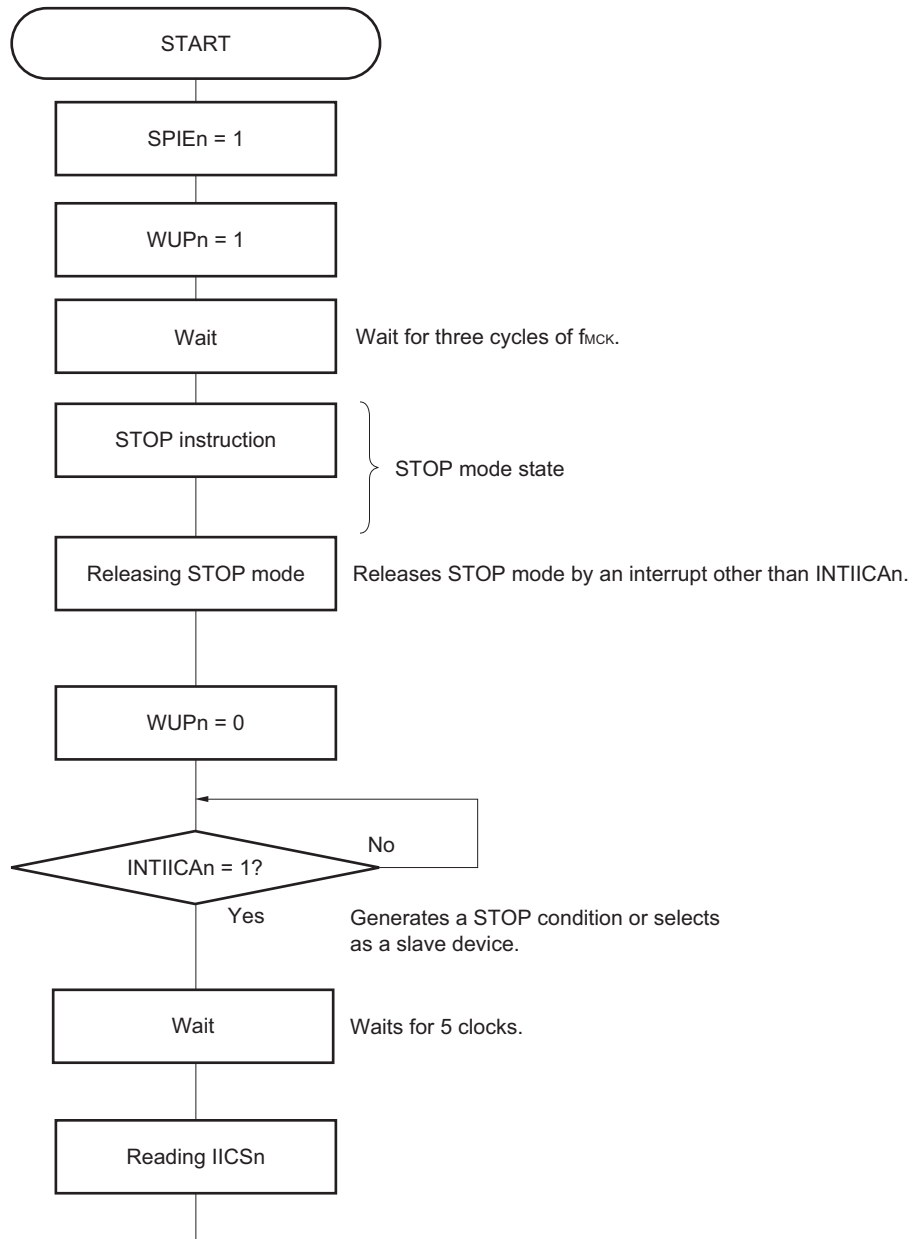 START
SPIEn = 1
WUPn = 1
Wait
Wait for three cycles of fMCK.
STOP instruction
STOP mode state
Releasing STOP mode
Releases STOP mode by an interrupt other than INTIICAn.
WUPn = 0
No
INTIICAn = 1?
Yes
Generates a STOP condition or selects
as a slave device.
Wait
Waits for 5 clocks.
Reading IICSn